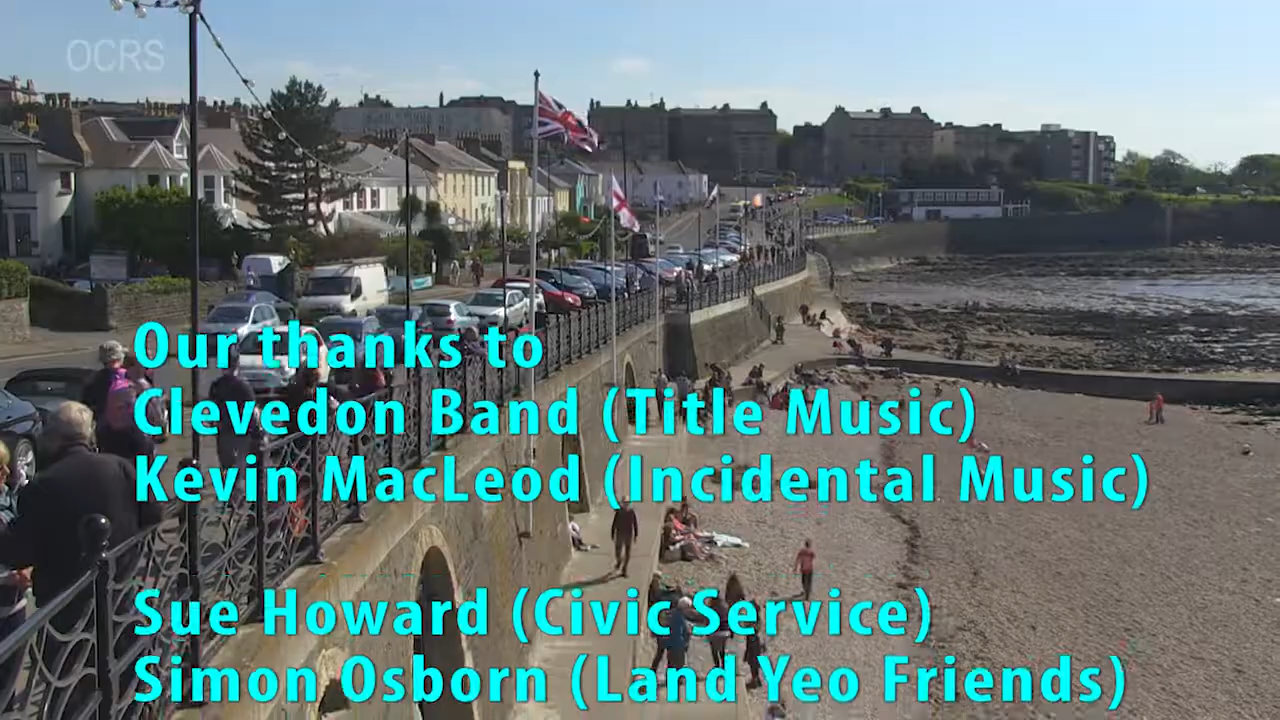 OCRS
Our thanks to
Clevedon Band (Title Music)
Kevin MacLeod (Incidental Music)
Sue Howard (Civic Service)
Simon Osborn (Land Yeo Friends)